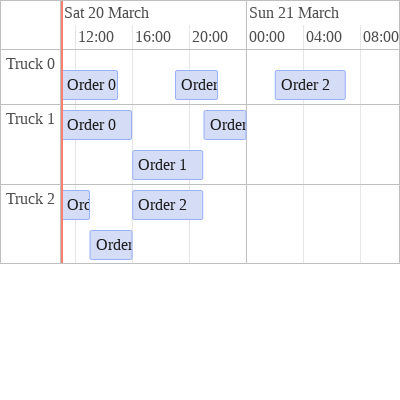 Sat 20 March Sun 21 March
12:00 16:00 20:00 00:00 04:00 08:00
Truck 0
Order 0 Order Order 2
Truck 1
Order 0 Order
Order 1
Truck 2
Ord Order 2
Order